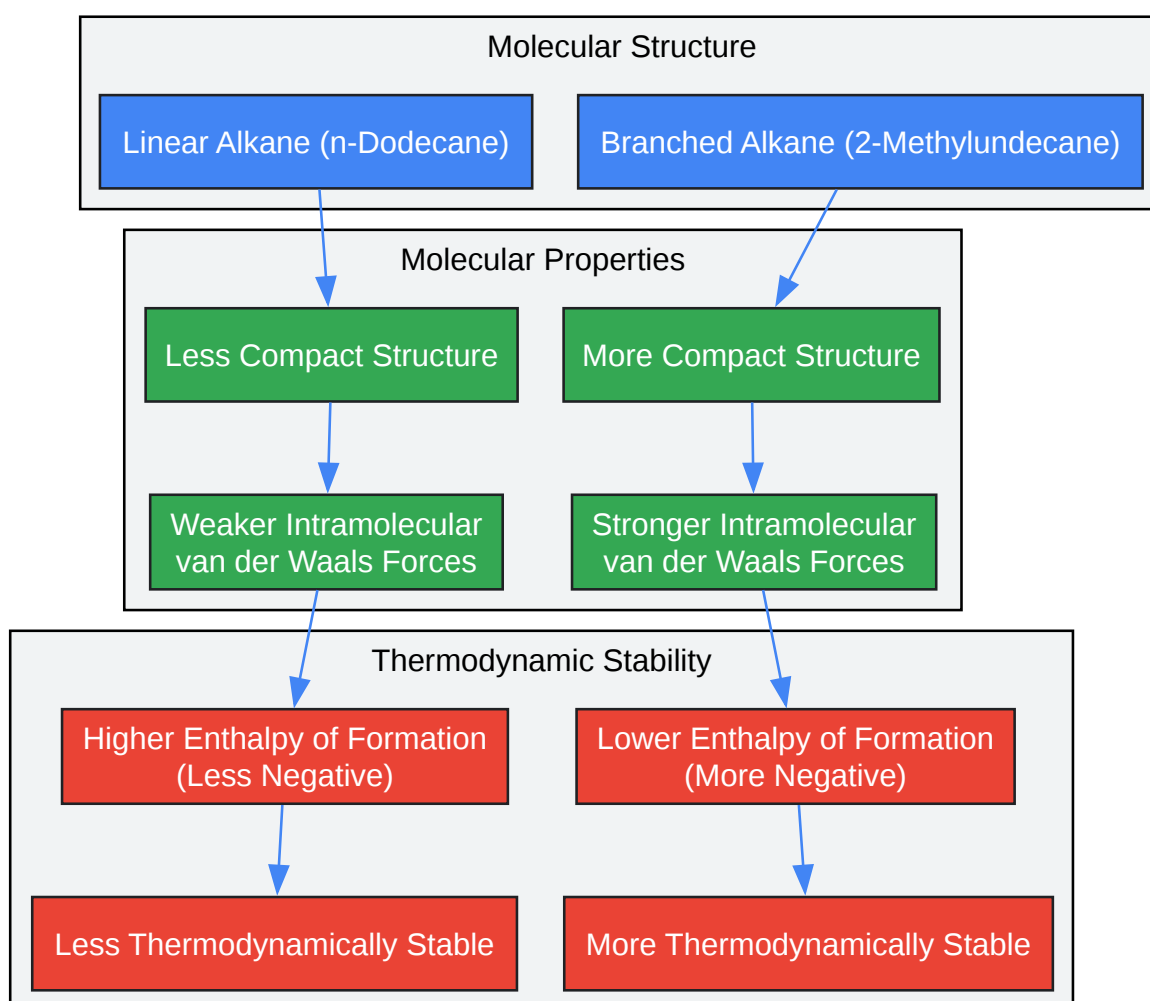 Molecular Structure
Linear Alkane (n-Dodecane)
Branched Alkane (2-Methylundecane)
Molecular Properties
Less Compact Structure
More Compact Structure
Weaker Intramolecular
van der Waals Forces
Stronger Intramolecular
van der Waals Forces
Thermodynamic Stability
Higher Enthalpy of Formation
(Less Negative)
Lower Enthalpy of Formation
(More Negative)
Less Thermodynamically Stable
More Thermodynamically Stable